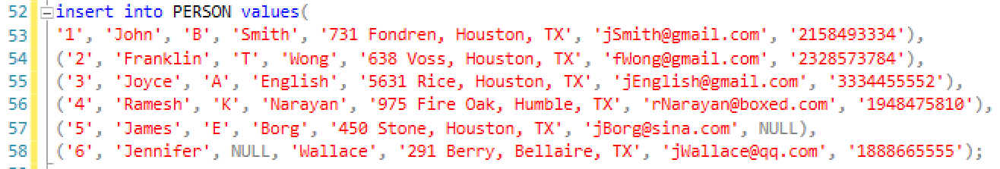 52 insert into PERSON values(
53 '1', 'John', 'B', 'Smith', '731 Fondren, Houston, TX', 'jSmith@gmail.com', '2158493334'),
54 ('2', 'Franklin', 'T', 'Wong', '638 Voss, Houston, TX', 'fWong@gmail.com', '2328573784'),
55 ('3', 'Joyce', 'A', 'English', '5631 Rice, Houston, TX', 'jEnglish@gmail.com', '3334455552'),
56 ('4', 'Ramesh', 'K', 'Narayan', '975 Fire Oak, Humble, TX', 'rNarayan@boxed.com', '1948475810'),
57 ('5', 'James', 'E', 'Borg', '450 Stone, Houston, TX', 'jBorg@sina.com', NULL),
58 ('6', 'Jennifer', NULL, 'Wallace', '291 Berry, Bellaire, TX', 'jWallace@qq.com', '1888665555');